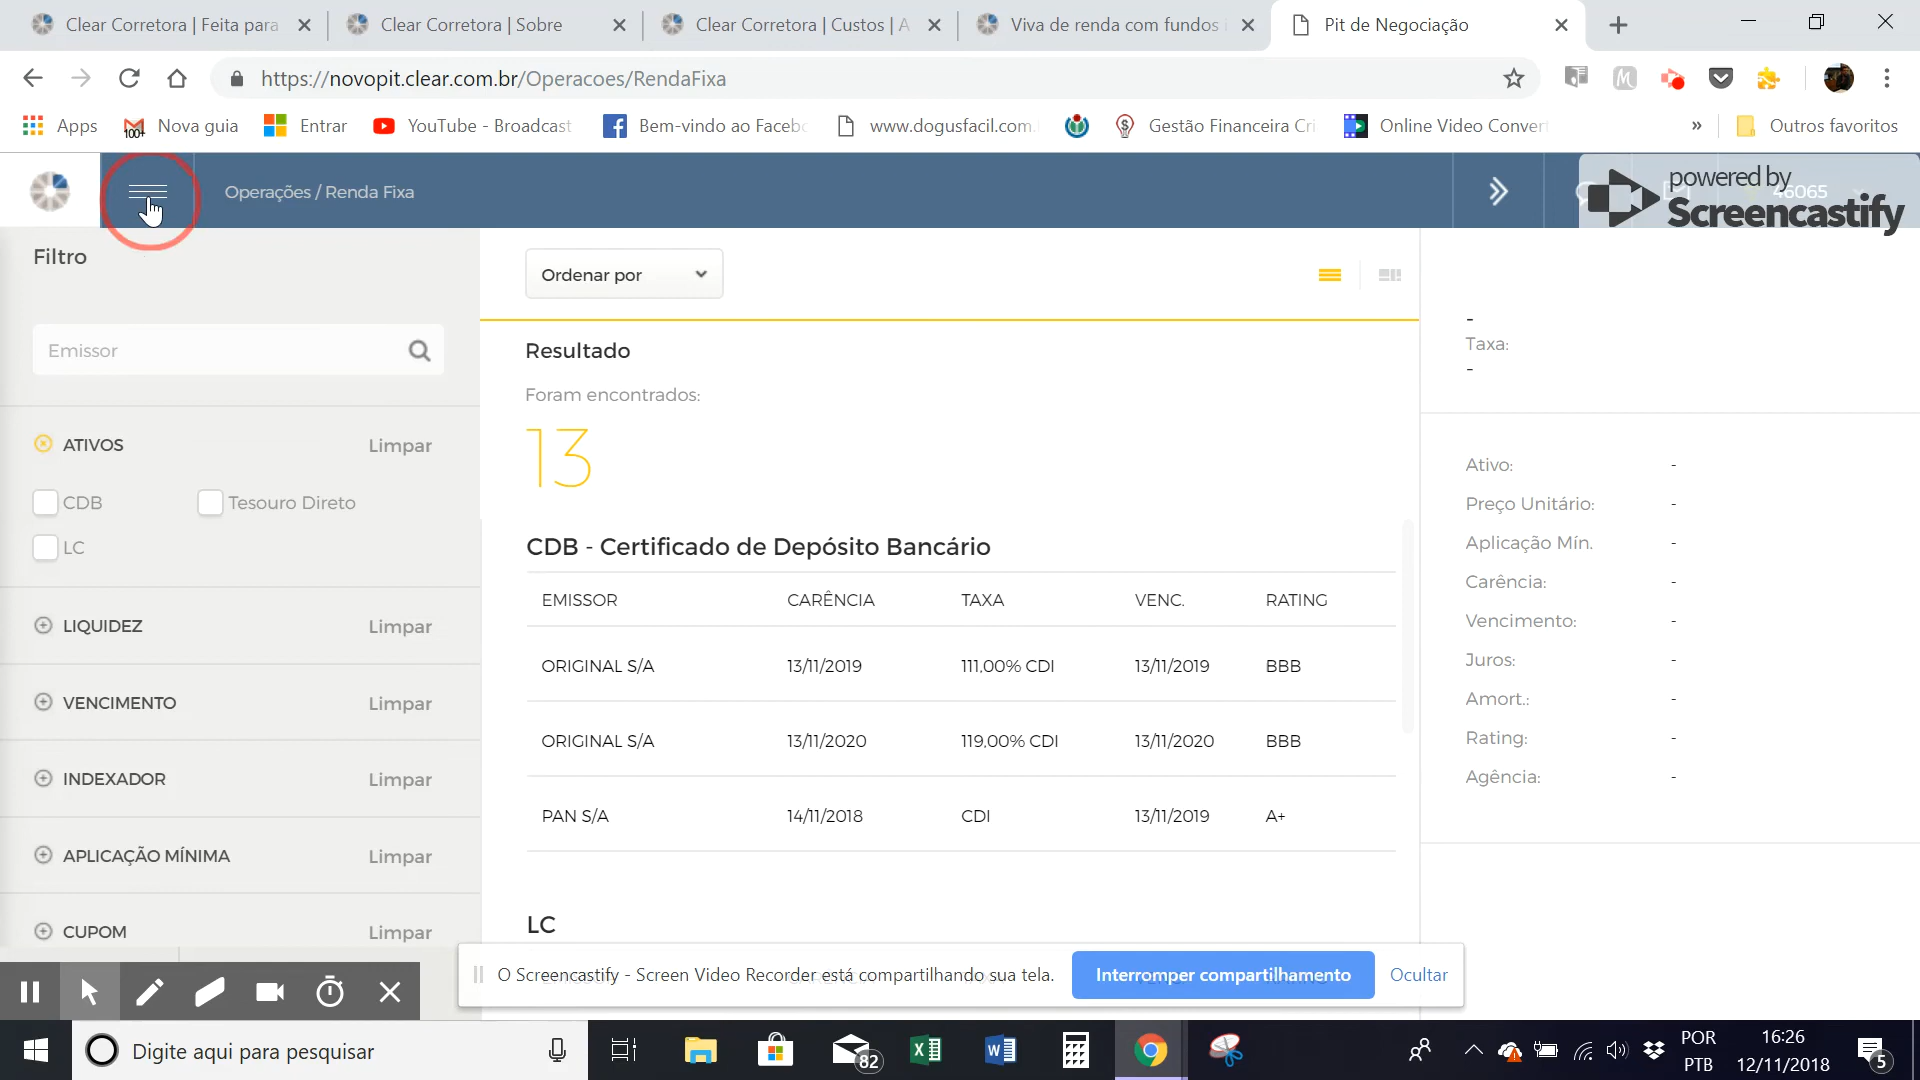 Clear Corretora | Feita para
Clear Corretora | Sobre
Clear Corretora | Custos | A
Viva de renda com fundos i
Pit de Negociação
https://novopit.clear.com.br/Operacoes/RendaFixa
Apps
100+
Nova guia
Entrar
YouTube - Broadcast
Bem-vindo ao Facebo
www.dogusfacil.com.
Gestão Financeira Cri
Online Video Conver
»
Outros favoritos
Operações / Renda Fixa
46065
powered by
Screencastify
Filtro
Emissor
ATIVOS
Limpar
CDB
Tesouro Direto
LC
LIQUIDEZ
Limpar
VENCIMENTO
Limpar
INDEXADOR
Limpar
APLICAÇÃO MÍNIMA
Limpar
CUPOM
Limpar
Ordenar por
Resultado
Foram encontrados:
13
CDB - Certificado de Depósito Bancário
EMISSOR CARÊNCIA TAXA VENC. RATING
ORIGINAL S/A 13/11/2019 111,00% CDI 13/11/2019 BBB
ORIGINAL S/A 13/11/2020 119,00% CDI 13/11/2020 BBB
PAN S/A 14/11/2018 CDI 13/11/2019 A+
LC
-
Taxa:
-
Ativo: -
Preço Unitário: -
Aplicação Mín. -
Carência: -
Vencimento: -
Juros: -
Amort.: -
Rating: -
Agência: -
O Screencastify - Screen Video Recorder está compartilhando sua tela.
Interromper compartilhamento
Ocultar
Digite aqui para pesquisar
82
POR
PTB
16:26
12/11/2018
5